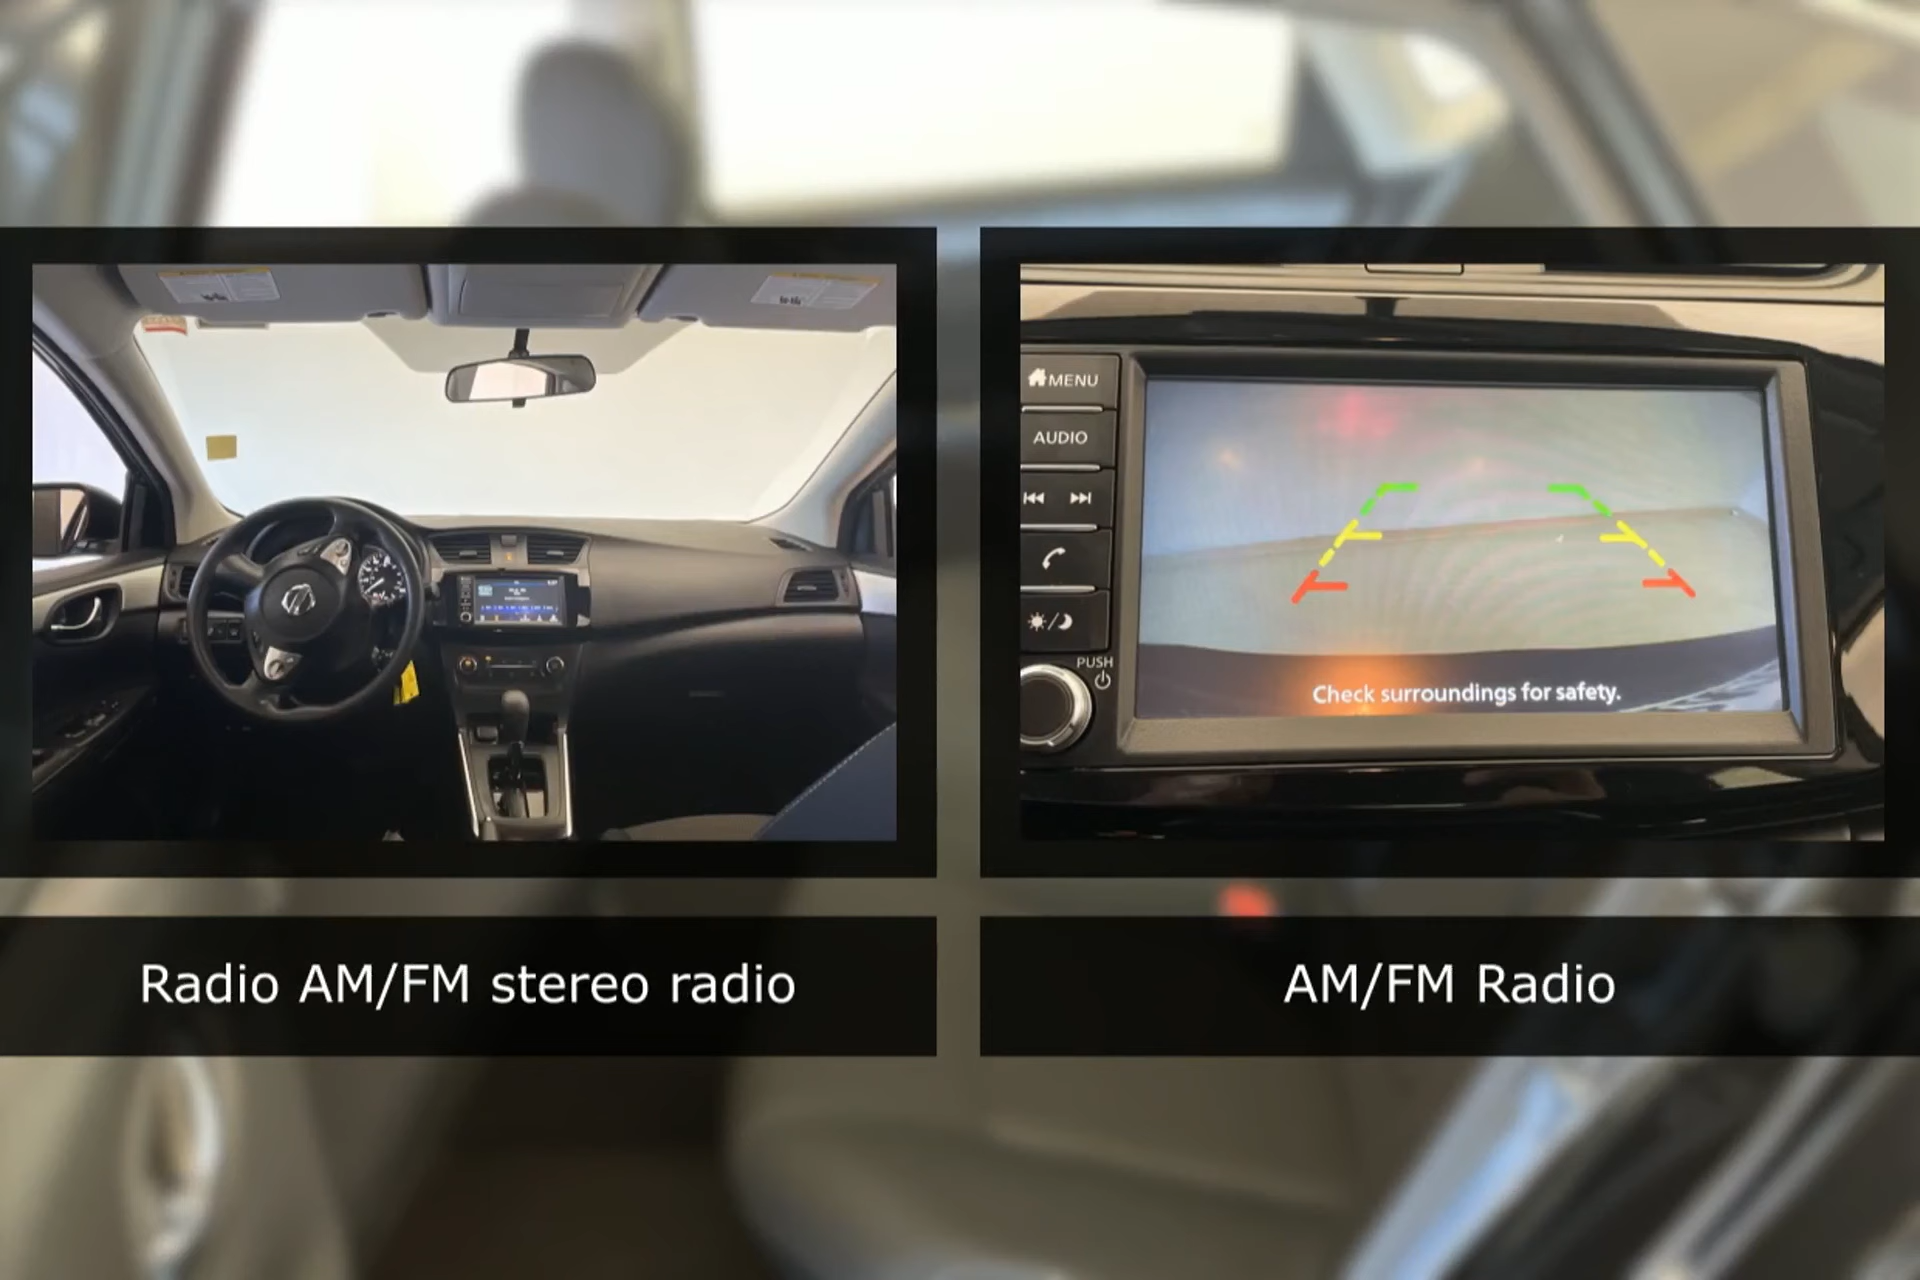 MENU
AUDIO
PUSH
Check surroundings for safety.
Radio AM/FM stereo radio
AM/FM Radio